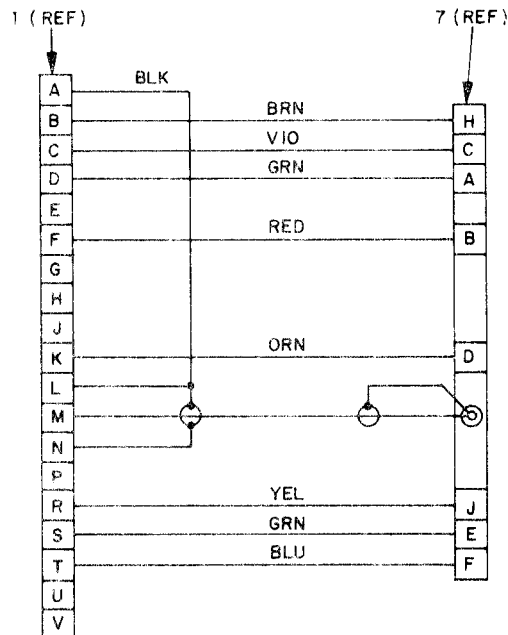 1 (REF)
7 (REF)
A
BLK
B
BRN
H
C
VIO
C
D
GRN
A
E
F
RED
B
G
H
J
K
ORN
D
L
M
N
P
R
YEL
J
S
GRN
E
T
BLU
F
U
V